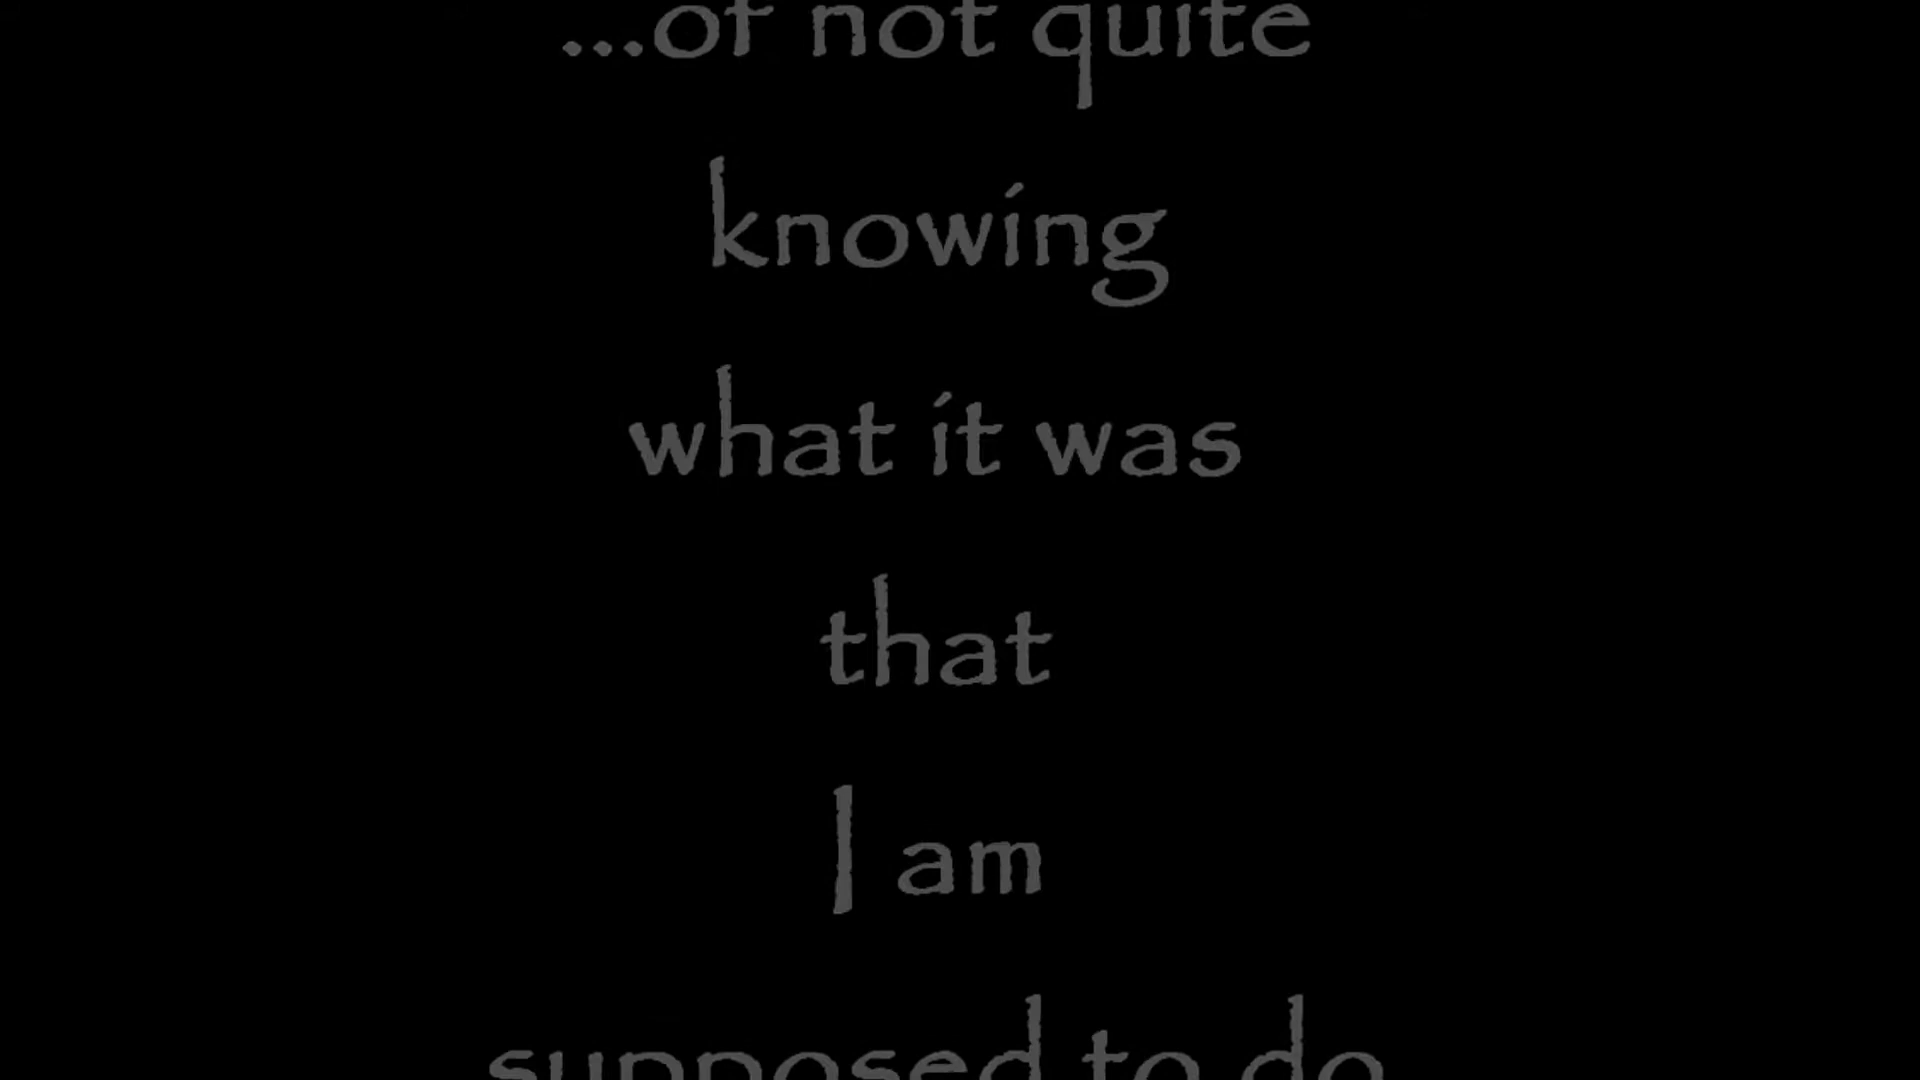 ...of not quite
knowing
what it was
that
I am
supposed to do